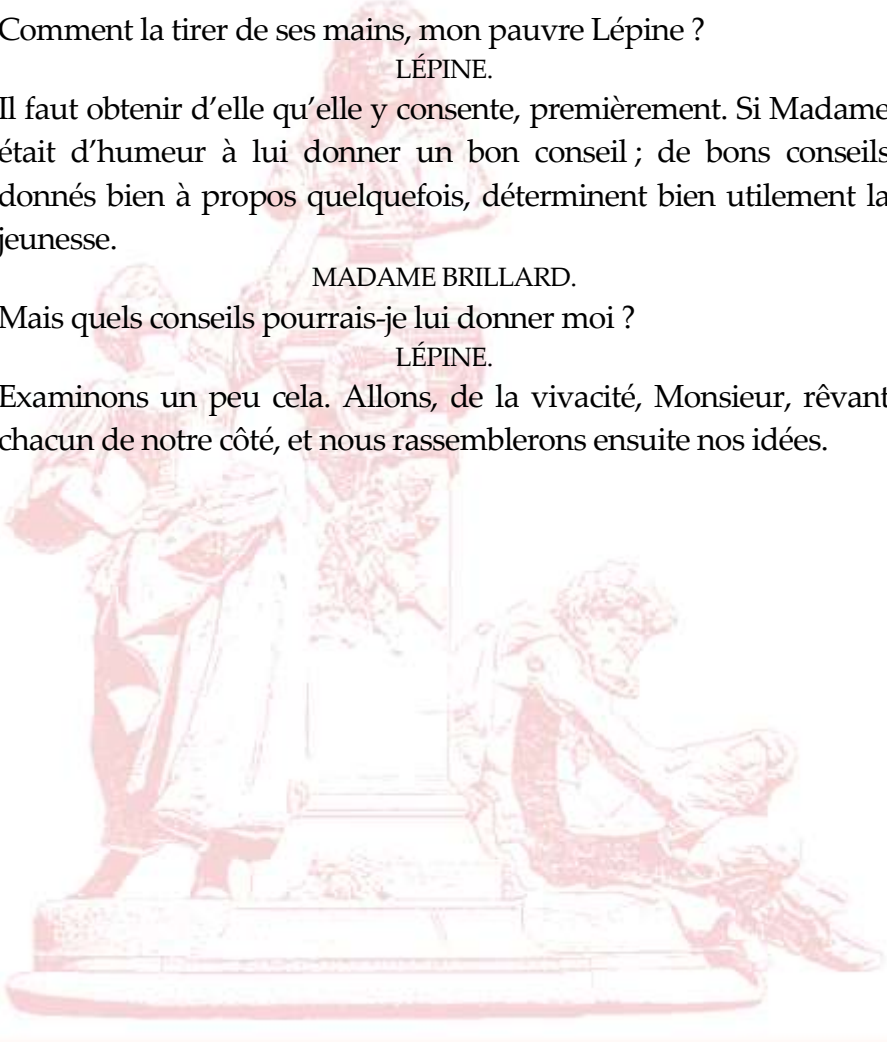 Comment la tirer de ses mains, mon pauvre Lépine ?
LÉPINE.
Il faut obtenir d’elle qu’elle y consente, premièrement. Si Madame
était d’humeur à lui donner un bon conseil ; de bons conseils
donnés bien à propos quelquefois, déterminent bien utilement la
jeunesse.
MADAME BRILLARD.
Mais quels conseils pourrais-je lui donner moi ?
LÉPINE.
Examinons un peu cela. Allons, de la vivacité, Monsieur, rêvant
chacun de notre côté, et nous rassemblerons ensuite nos idées.